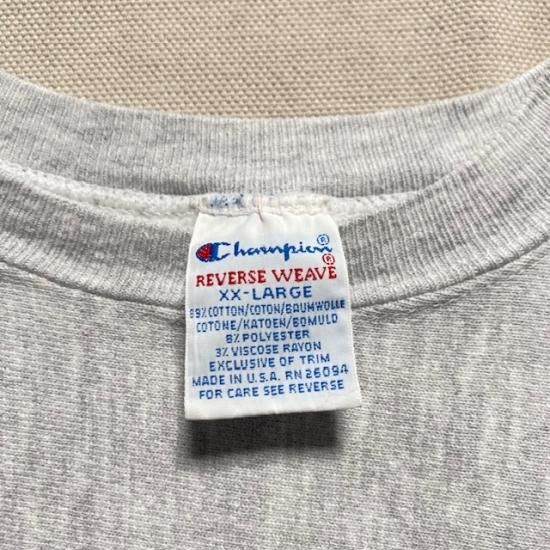 Champion®
REVERSE WEAVE®
XX-LARGE
89% COTTON/COTON/BAUMWOLLE
COTONE/KATOEN/BOMULD
8% POLYESTER
3% VISCOSE RAYON
EXCLUSIVE OF TRIM
MADE IN U.S.A. RN 26094
FOR CARE SEE REVERSE